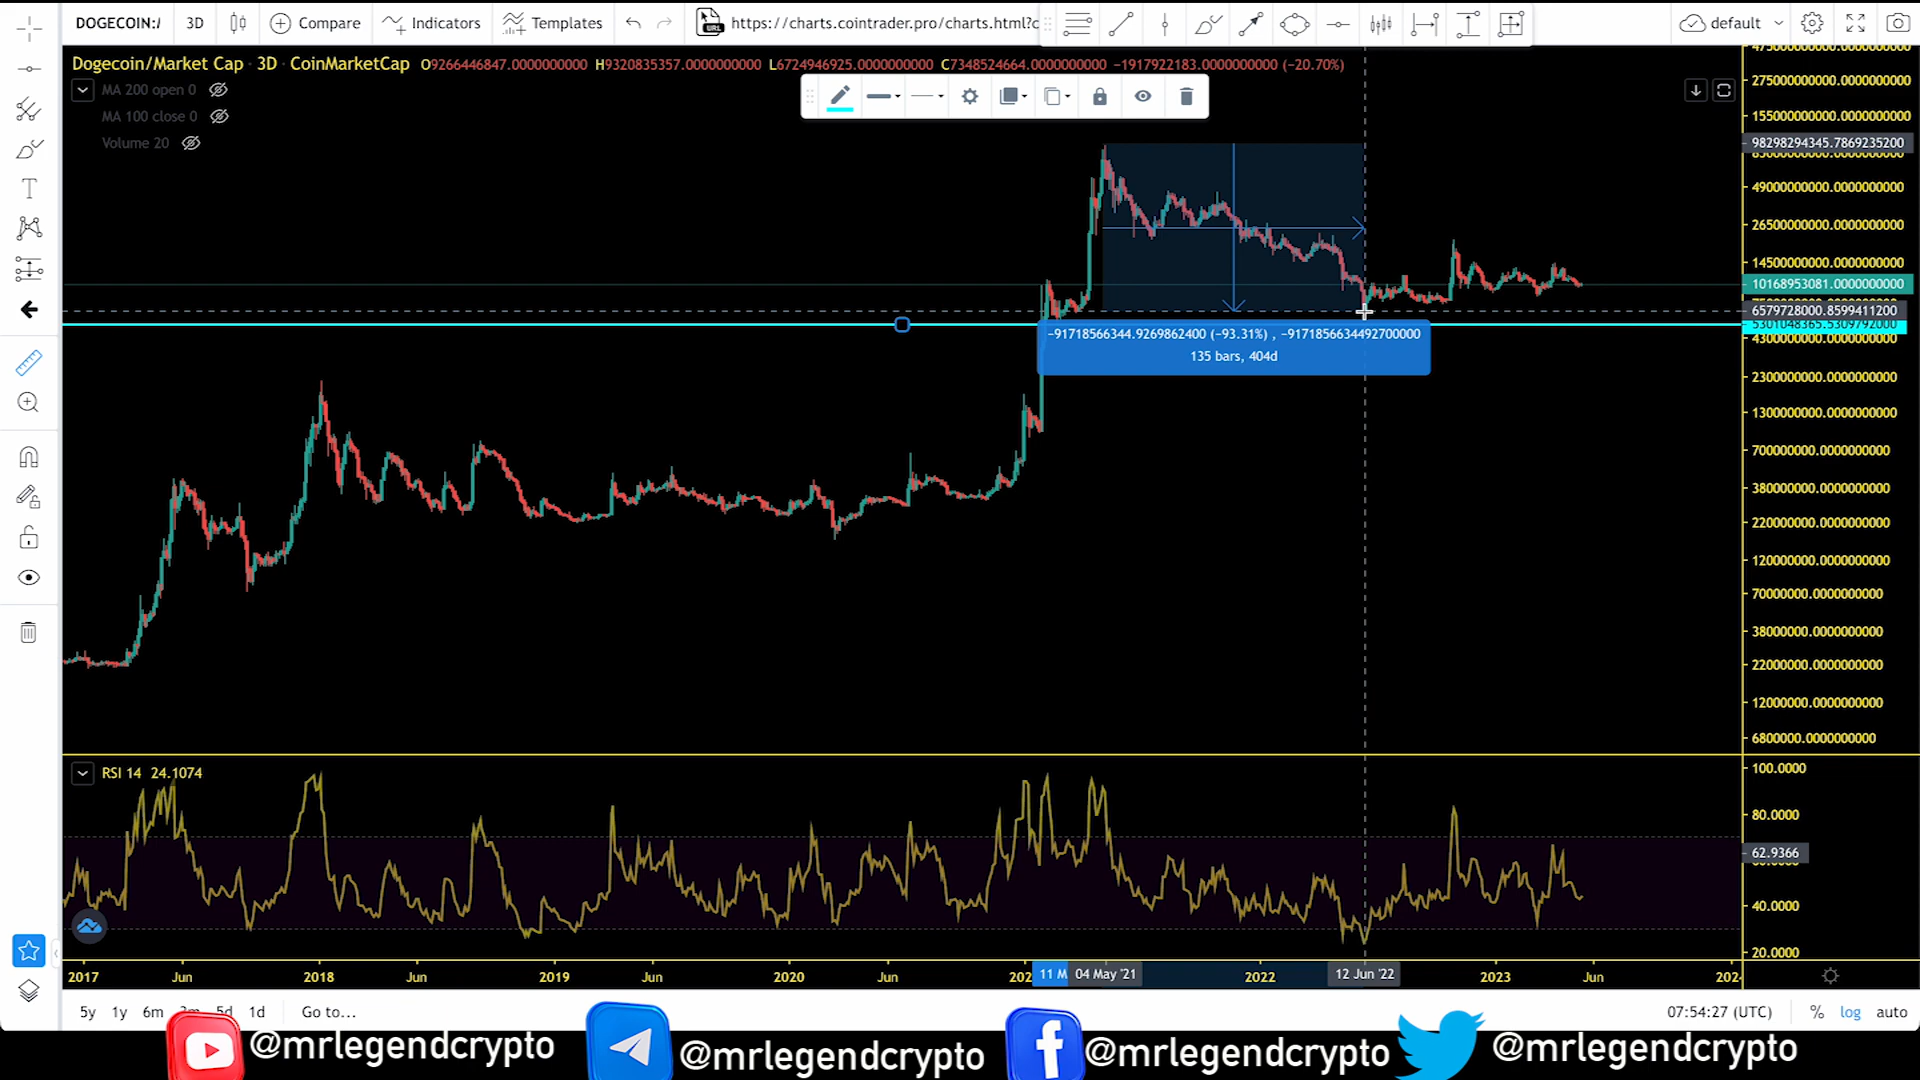 DOGECOIN:/ 3D Compare Indicators Templates https://charts.cointrader.pro/charts.html?c default
Dogecoin/Market Cap · 3D · CoinMarketCap O9266446847.0000000000 H9320835357.0000000000 L6724946925.0000000000 C7348524664.0000000000 −1917922183.0000000000 (−20.70%)
MA 200 open 0
MA 100 close 0
Volume 20
275000000000.0000000000
155000000000.0000000000
98298294345.7869235200
49000000000.0000000000
26500000000.0000000000
14500000000.0000000000
10168953081.0000000000
6579728000.8599411200
5301048365.5309792000
4300000000.0000000000
2300000000.0000000000
1300000000.0000000000
700000000.0000000000
380000000.0000000000
220000000.0000000000
120000000.0000000000
70000000.0000000000
38000000.0000000000
22000000.0000000000
12000000.0000000000
6800000.0000000000
−91718566344.9269862400 (−93.31%) , −9171856634492700000
135 bars, 404d
RSI 14 24.1074
100.0000
80.0000
62.9366
40.0000
20.0000
2017 Jun 2018 Jun 2019 Jun 2020 Jun 202 11 M 04 May '21 2022 12 Jun '22 2023 Jun 202
5y 1y 6m 3m 5d 1d Go to... 07:54:27 (UTC) % log auto
@mrlegendcrypto @mrlegendcrypto @mrlegendcrypto @mrlegendcrypto